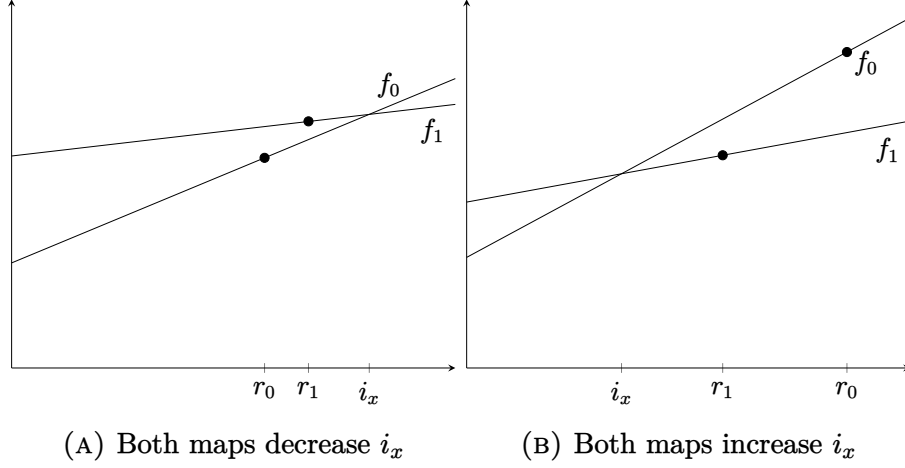 f₀
f₁
r₀ r₁ iₓ
(A) Both maps decrease iₓ
f₀
f₁
iₓ r₁ r₀
(B) Both maps increase iₓ